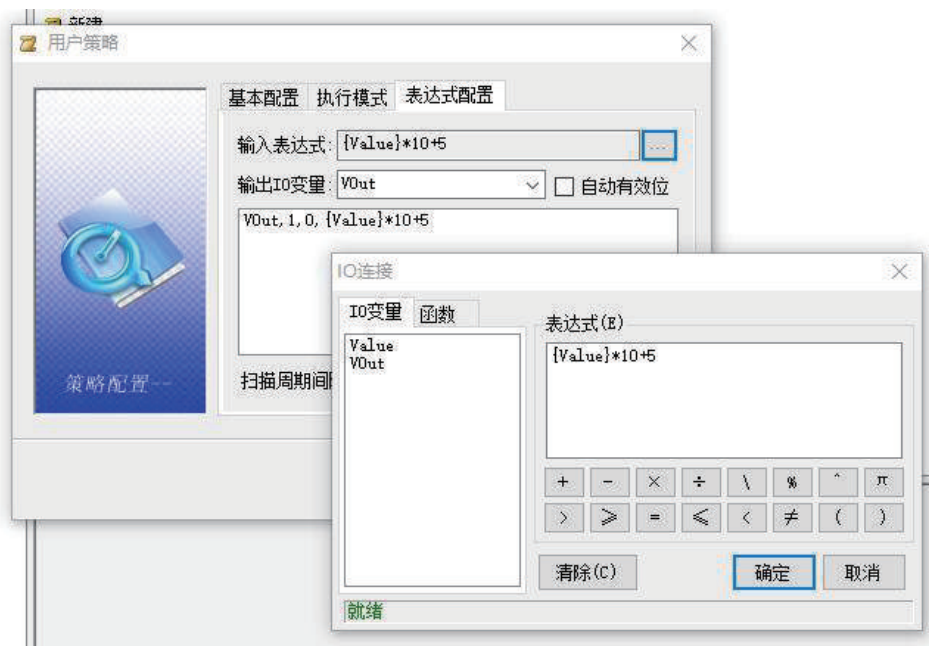 新建
用户策略
基本配置 执行模式 表达式配置
输入表达式: {Value}*10+5 ...
输出IO变量: VOut 自动有效位
VOut, 1, 0, {Value}*10+5
策略配置--
扫描周期间
IO连接
IO变量 函数
Value
VOut
表达式(E)
{Value}*10+5
+ - × ÷ \ % ^ π
> ≥ = ≤ < ≠ ( )
清除(C) 确定 取消
就绪